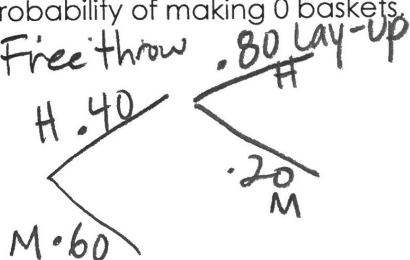 robability of making 0 baskets.
Free throw .80 Lay-up
H
H .40
.20
M
M .60